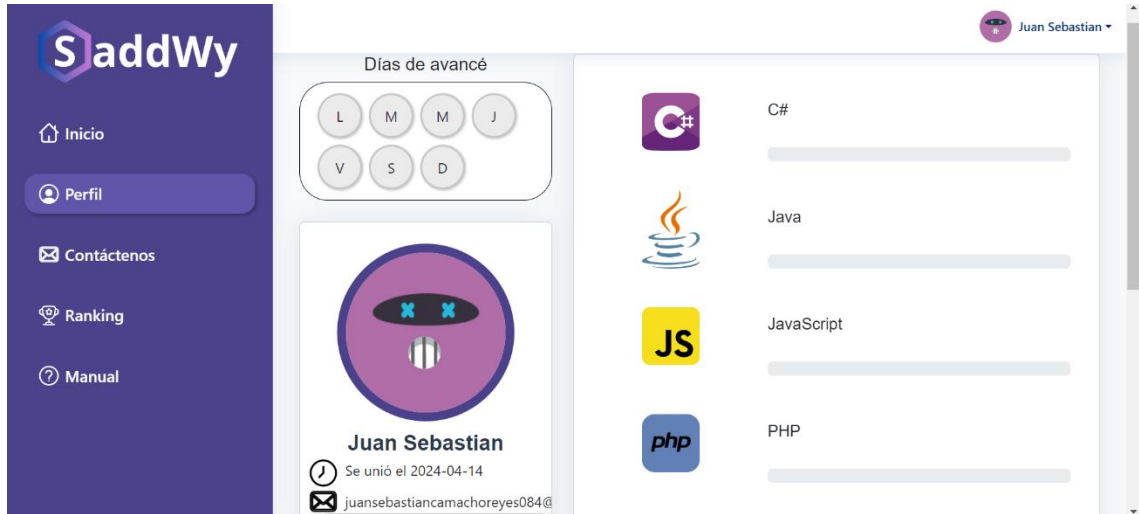 SaddWy
Inicio
Perfil
Contáctenos
Ranking
Manual
Juan Sebastian
Días de avancé
L M M J
V S D
Juan Sebastian
Se unió el 2024-04-14
juansebastiancamachoreyes084@
C#
C#
Java
JS
JavaScript
php
PHP